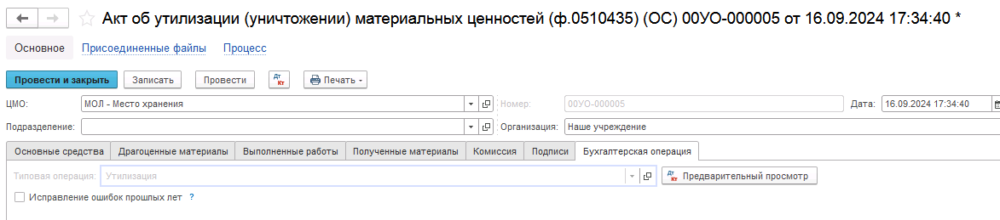 Акт об утилизации (уничтожении) материальных ценностей (ф.0510435) (ОС) 00УО-000005 от 16.09.2024 17:34:40 *
Основное Присоединенные файлы Процесс
Провести и закрыть Записать Провести Дт Кт Печать
ЦМО: МОЛ - Место хранения Номер: 00УО-000005 Дата: 16.09.2024 17:34:40
Подразделение: Организация: Наше учреждение
Основные средства Драгоценные материалы Выполненные работы Полученные материалы Комиссия Подписи Бухгалтерская операция
Типовая операция: Утилизация Дт Кт Предварительный просмотр
Исправление ошибок прошлых лет ?